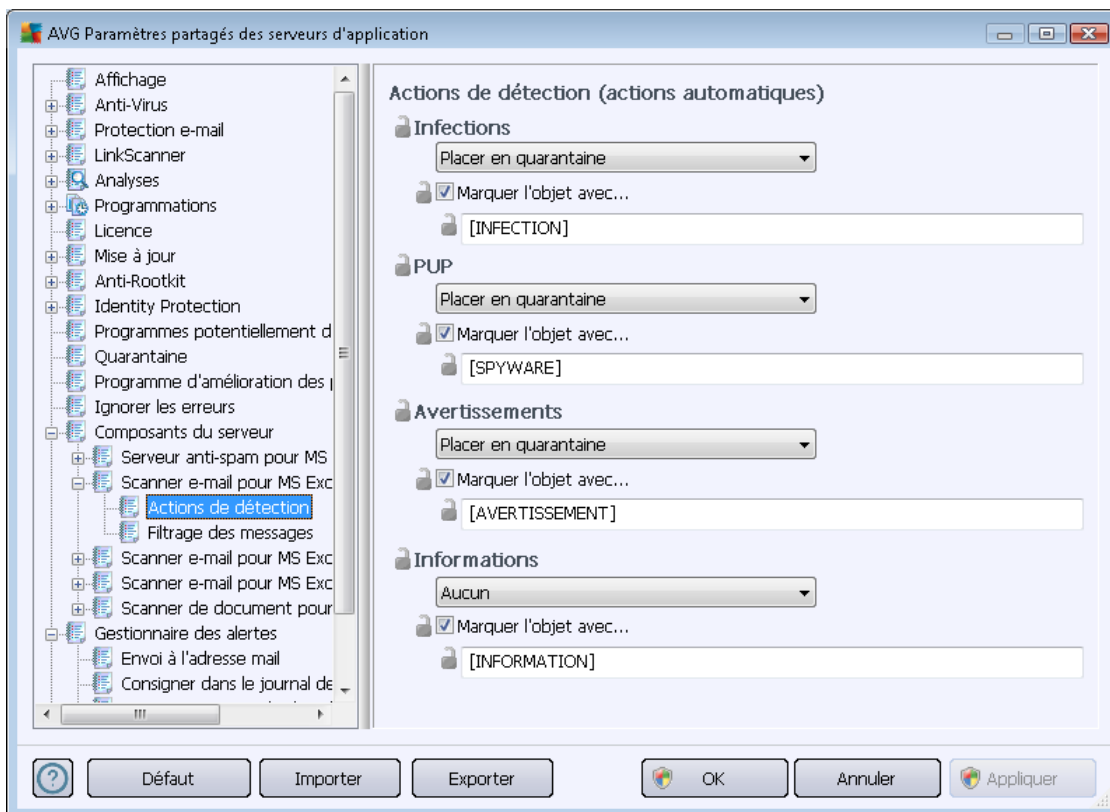 AVG Paramètres partagés des serveurs d'application
Affichage
Anti-Virus
Protection e-mail
LinkScanner
Analyses
Programmations
Licence
Mise à jour
Anti-Rootkit
Identity Protection
Programmes potentiellement d
Quarantaine
Programme d'amélioration des
Ignorer les erreurs
Composants du serveur
Serveur anti-spam pour MS
Scanner e-mail pour MS Exc
Actions de détection
Filtrage des messages
Scanner e-mail pour MS Exc
Scanner e-mail pour MS Exc
Scanner de document pour
Gestionnaire des alertes
Envoi à l'adresse mail
Consigner dans le journal de
Actions de détection (actions automatiques)
Infections
Placer en quarantaine
Marquer l'objet avec...
[INFECTION]
PUP
Placer en quarantaine
Marquer l'objet avec...
[SPYWARE]
Avertissements
Placer en quarantaine
Marquer l'objet avec...
[AVERTISSEMENT]
Informations
Aucun
Marquer l'objet avec...
[INFORMATION]
Défaut
Importer
Exporter
OK
Annuler
Appliquer